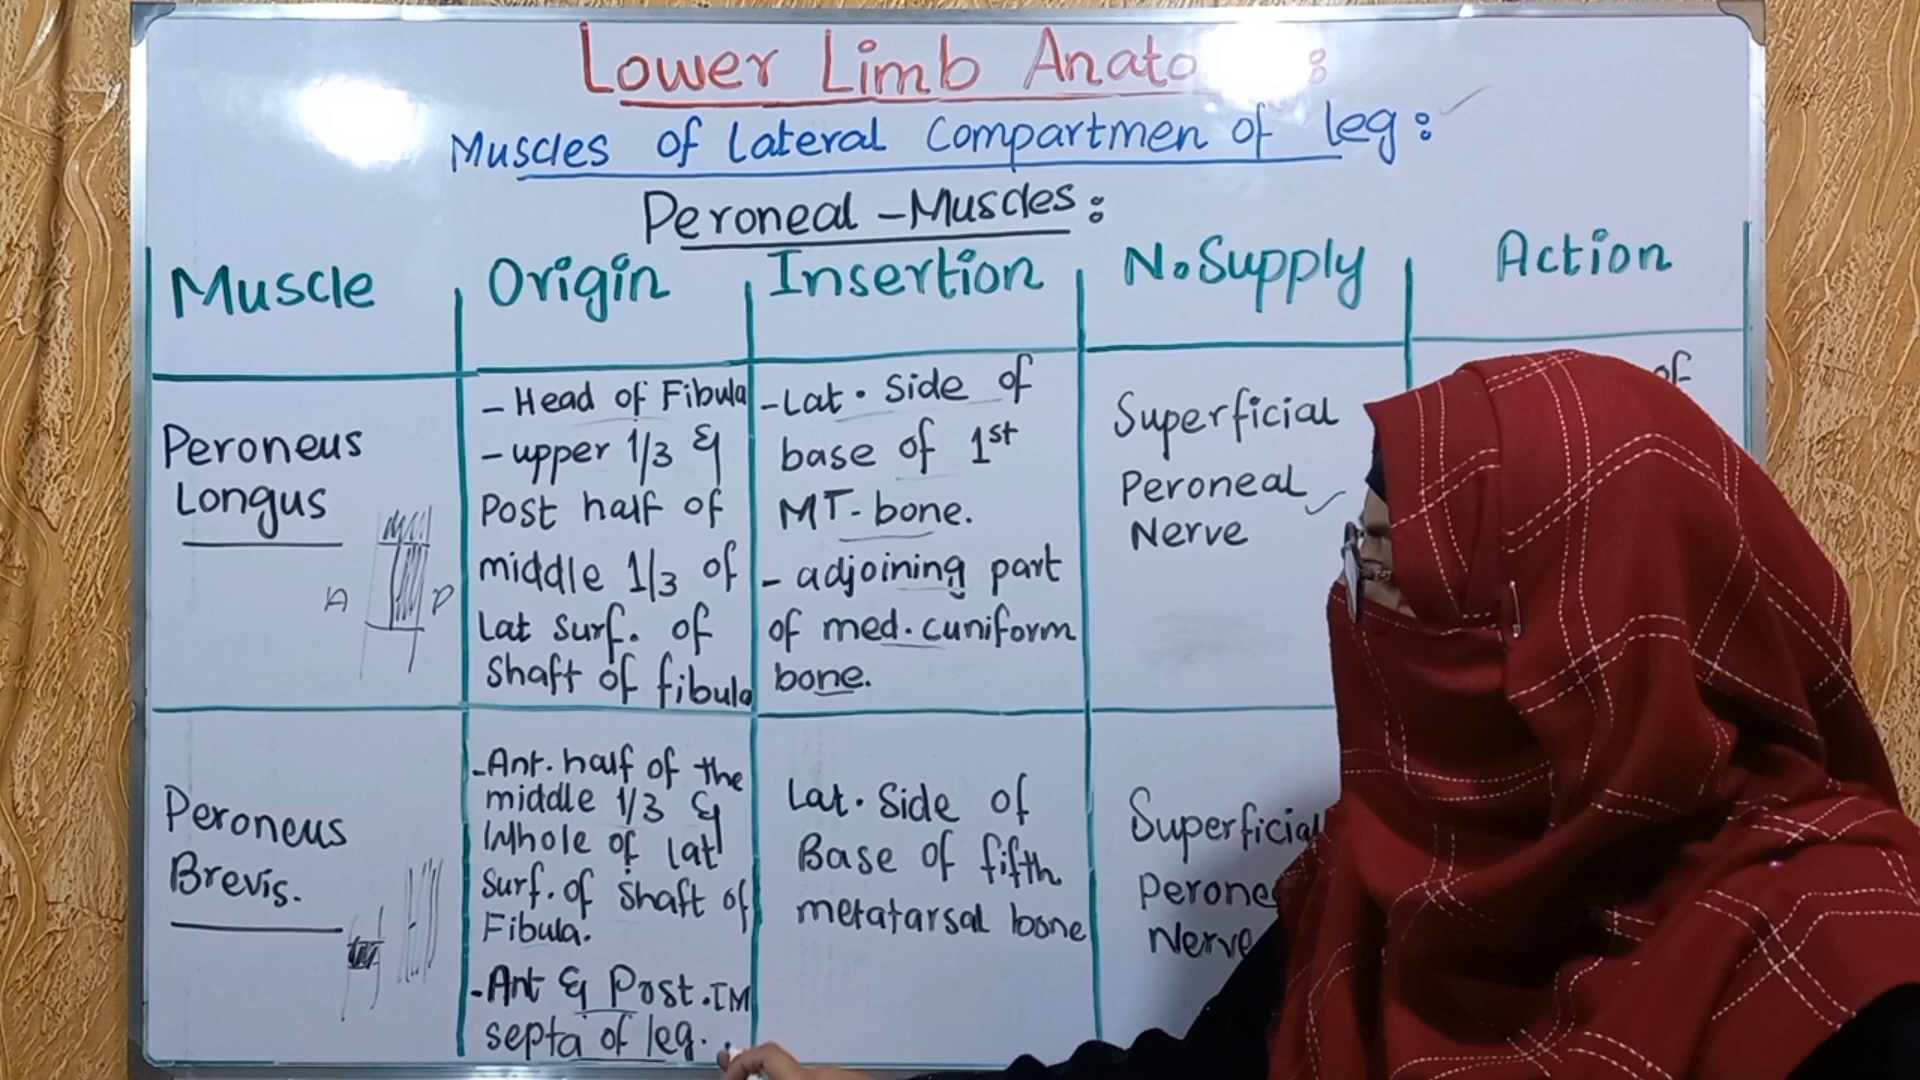 Lower Limb Anato :
Muscles of Lateral Compartmen of leg :
Peroneal - Muscles :
Muscle
Origin
Insertion
N. Supply
Action
Peroneus
Longus
A P
- Head of Fibula
- upper 1/3 &
Post half of
middle 1/3 of
Lat surf. of
shaft of fibula
- Lat. Side of
base of 1st
MT- bone.
- adjoining part
of med. cuniform
bone.
Superficial
Peroneal
Nerve
of
Peroneus
Brevis.
- Ant. half of the
middle 1/3 &
Whole of lat
surf. of shaft of
Fibula.
- Ant & Post. IM
septa of leg.
Lat. Side of
Base of fifth
metatarsal bone
Superficial
Perone
Nerve